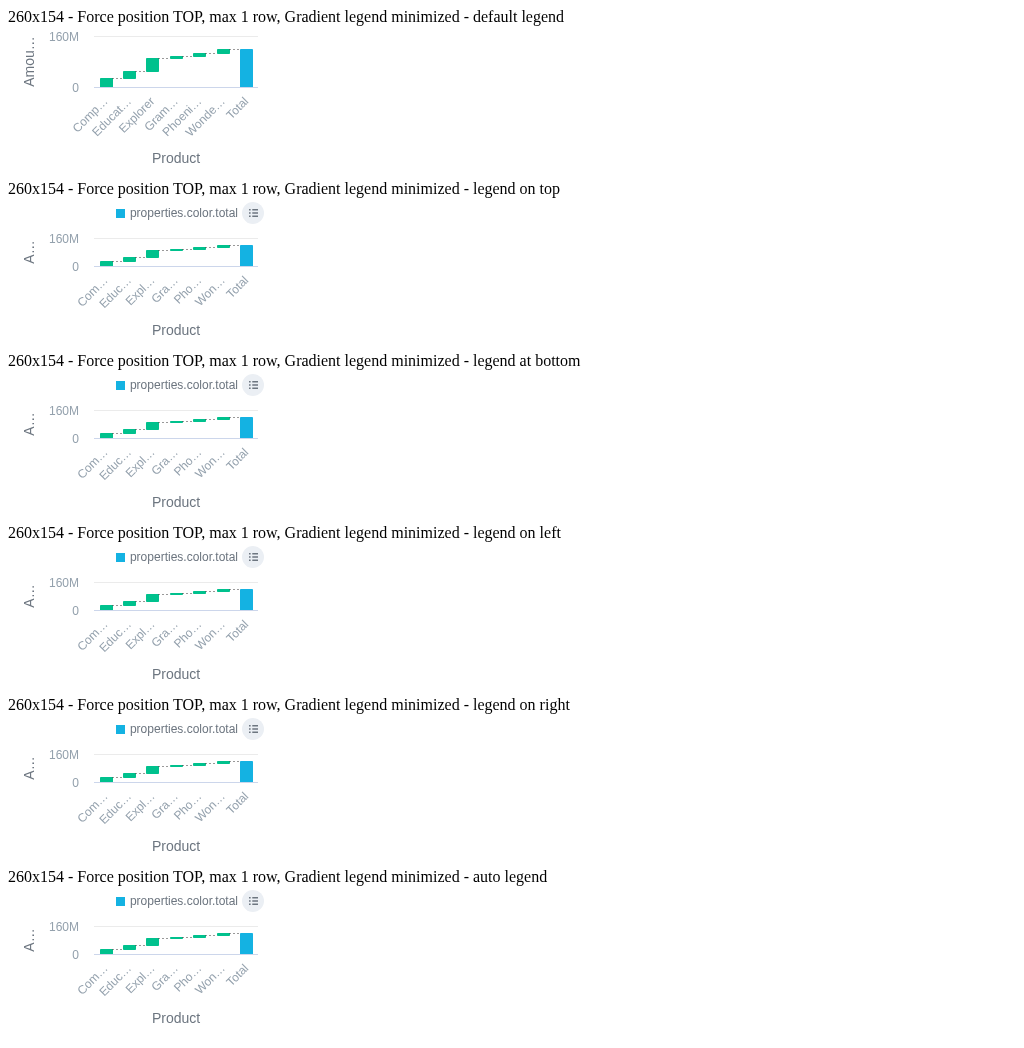 260x154 - Force position TOP, max 1 row, Gradient legend minimized - default legend
Amou…
160M
0
Comp…
Educat…
Explorer
Gram…
Phoeni…
Wonde…
Total
Product
260x154 - Force position TOP, max 1 row, Gradient legend minimized - legend on top
properties.color.total
A…
160M
0
Com…
Educ…
Expl…
Gra…
Pho…
Won…
Total
Product
260x154 - Force position TOP, max 1 row, Gradient legend minimized - legend at bottom
properties.color.total
A…
160M
0
Com…
Educ…
Expl…
Gra…
Pho…
Won…
Total
Product
260x154 - Force position TOP, max 1 row, Gradient legend minimized - legend on left
properties.color.total
A…
160M
0
Com…
Educ…
Expl…
Gra…
Pho…
Won…
Total
Product
260x154 - Force position TOP, max 1 row, Gradient legend minimized - legend on right
properties.color.total
A…
160M
0
Com…
Educ…
Expl…
Gra…
Pho…
Won…
Total
Product
260x154 - Force position TOP, max 1 row, Gradient legend minimized - auto legend
properties.color.total
A…
160M
0
Com…
Educ…
Expl…
Gra…
Pho…
Won…
Total
Product